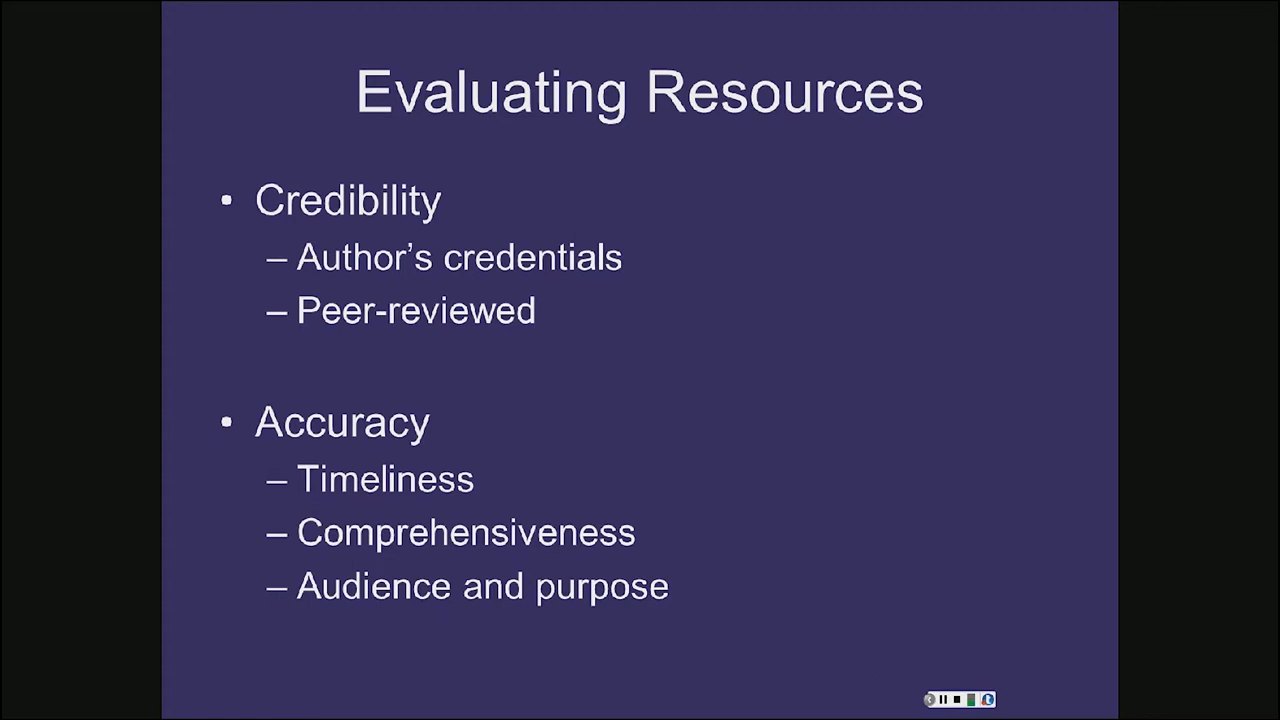 Evaluating Resources
• Credibility
– Author’s credentials
– Peer-reviewed
• Accuracy
– Timeliness
– Comprehensiveness
– Audience and purpose